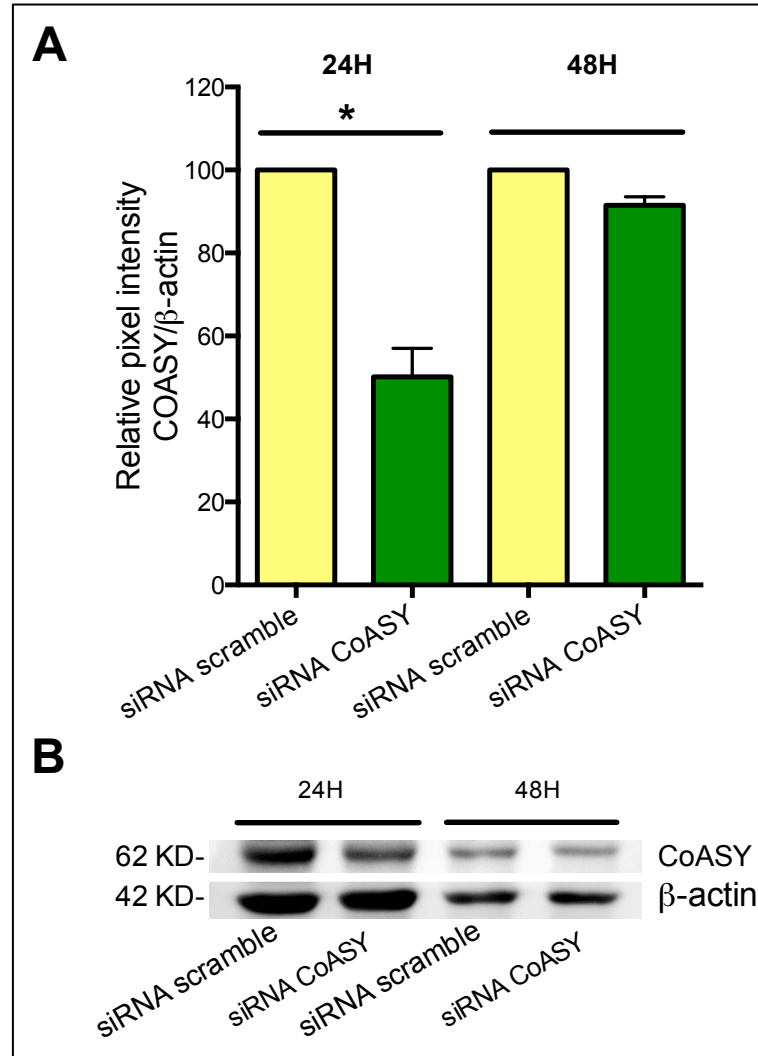 A
24H 48H
*
120
100
80
60
40
20
0
Relative pixel intensity
COASY/β-actin
siRNA scramble siRNA CoASY siRNA scramble siRNA CoASY
B
24H 48H
62 KD- CoASY
42 KD- β-actin
siRNA scramble siRNA CoASY siRNA scramble siRNA CoASY